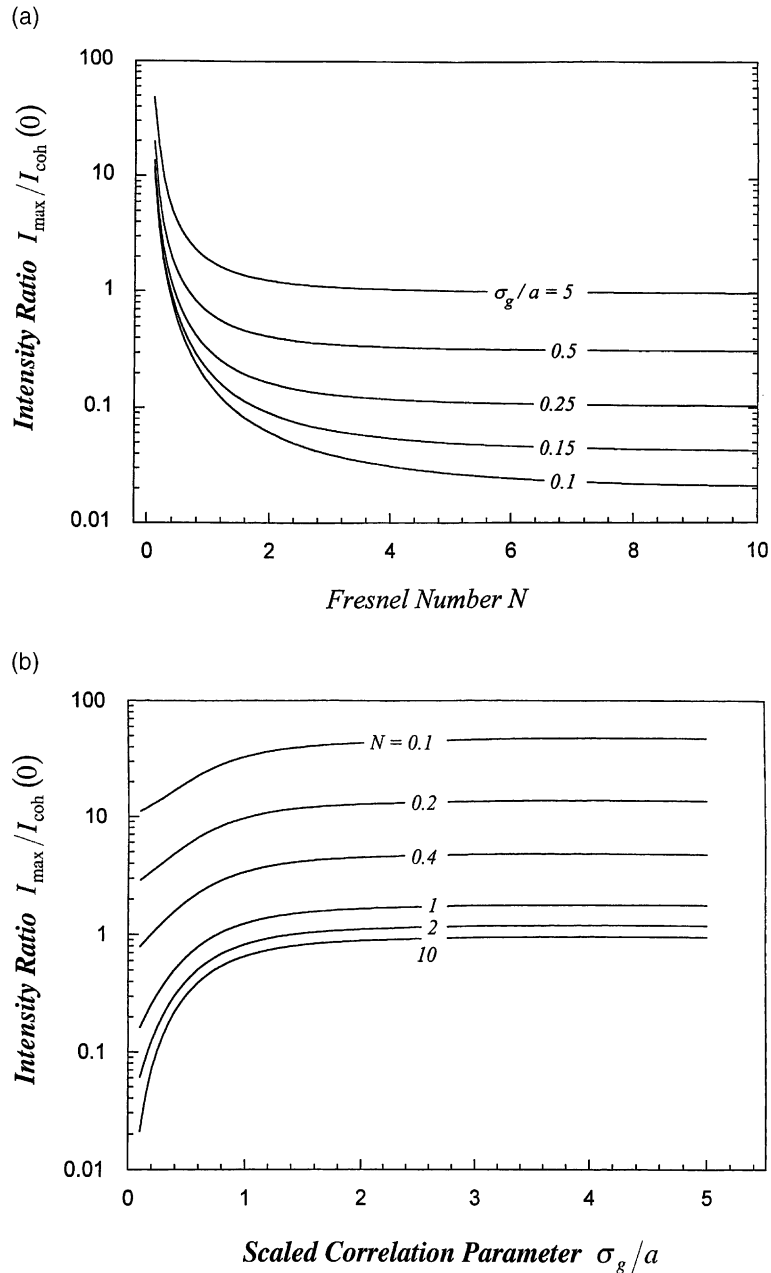 (a)
100
10
1
0.1
0.01
Intensity Ratio I_max/I_coh(0)
σ_g/a = 5
0.5
0.25
0.15
0.1
0 2 4 6 8 10
Fresnel Number N
(b)
100
10
1
0.1
0.01
Intensity Ratio I_max/I_coh(0)
N = 0.1
0.2
0.4
1
2
10
0 1 2 3 4 5
Scaled Correlation Parameter σ_g/a